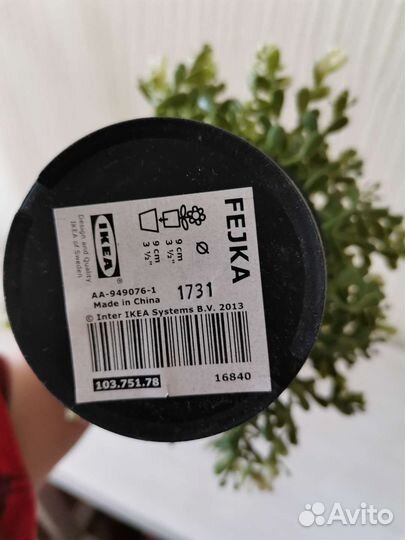 FEJKA
Ø
9 cm
3 ½"
9 cm
3 ½"
IKEA®
Design and Quality
IKEA of Sweden
AA-949076-1
Made in China
1731
© Inter IKEA Systems B.V. 2013
103.751.78
16840
Avito